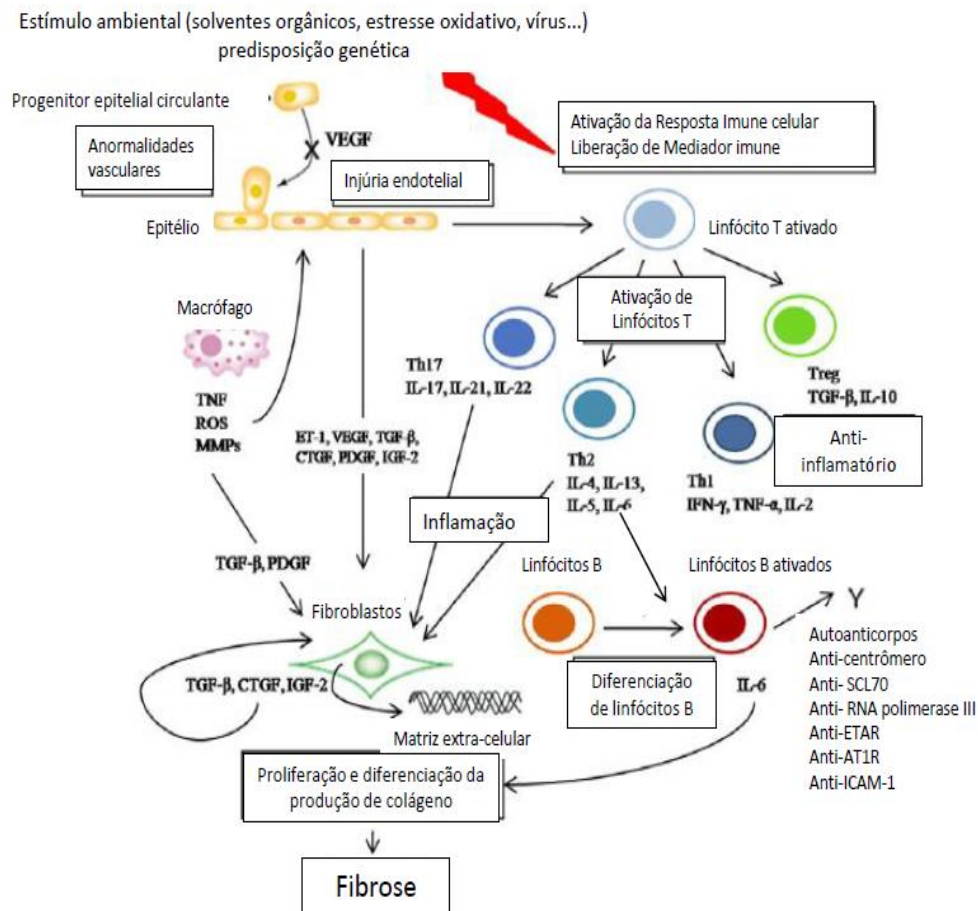 Estímulo ambiental (solventes orgânicos, estresse oxidativo, vírus...)
predisposição genética
Progenitor epitelial circulante
Anormalidades
vasculares
VEGF
Injúria endotelial
Ativação da Resposta Imune celular
Liberação de Mediador imune
Epitélio
Linfócito T ativado
Macrófago
Ativação de
Linfócitos T
TNF
ROS
MMPs
Th17
IL-17, IL-21, IL-22
Treg
TGF-β, IL-10
ET-1, VEGF, TGF-β,
CTGF, PDGF, IGF-2
Th2
IL-4, IL-13,
IL-5, IL-6
Th1
IFN-γ, TNF-α, IL-2
Anti-
inflamatório
Inflamação
TGF-β, PDGF
Fibroblastos
Linfócitos B
Linfócitos B ativados
Y
TGF-β, CTGF, IGF-2
Matriz extra-celular
Diferenciação
de linfócitos B
IL-6
Autoanticorpos
Anti-centrômero
Anti- SCL70
Anti- RNA polimerase III
Anti-ETAR
Anti-AT1R
Anti-ICAM-1
Proliferação e diferenciação da
produção de colágeno
Fibrose